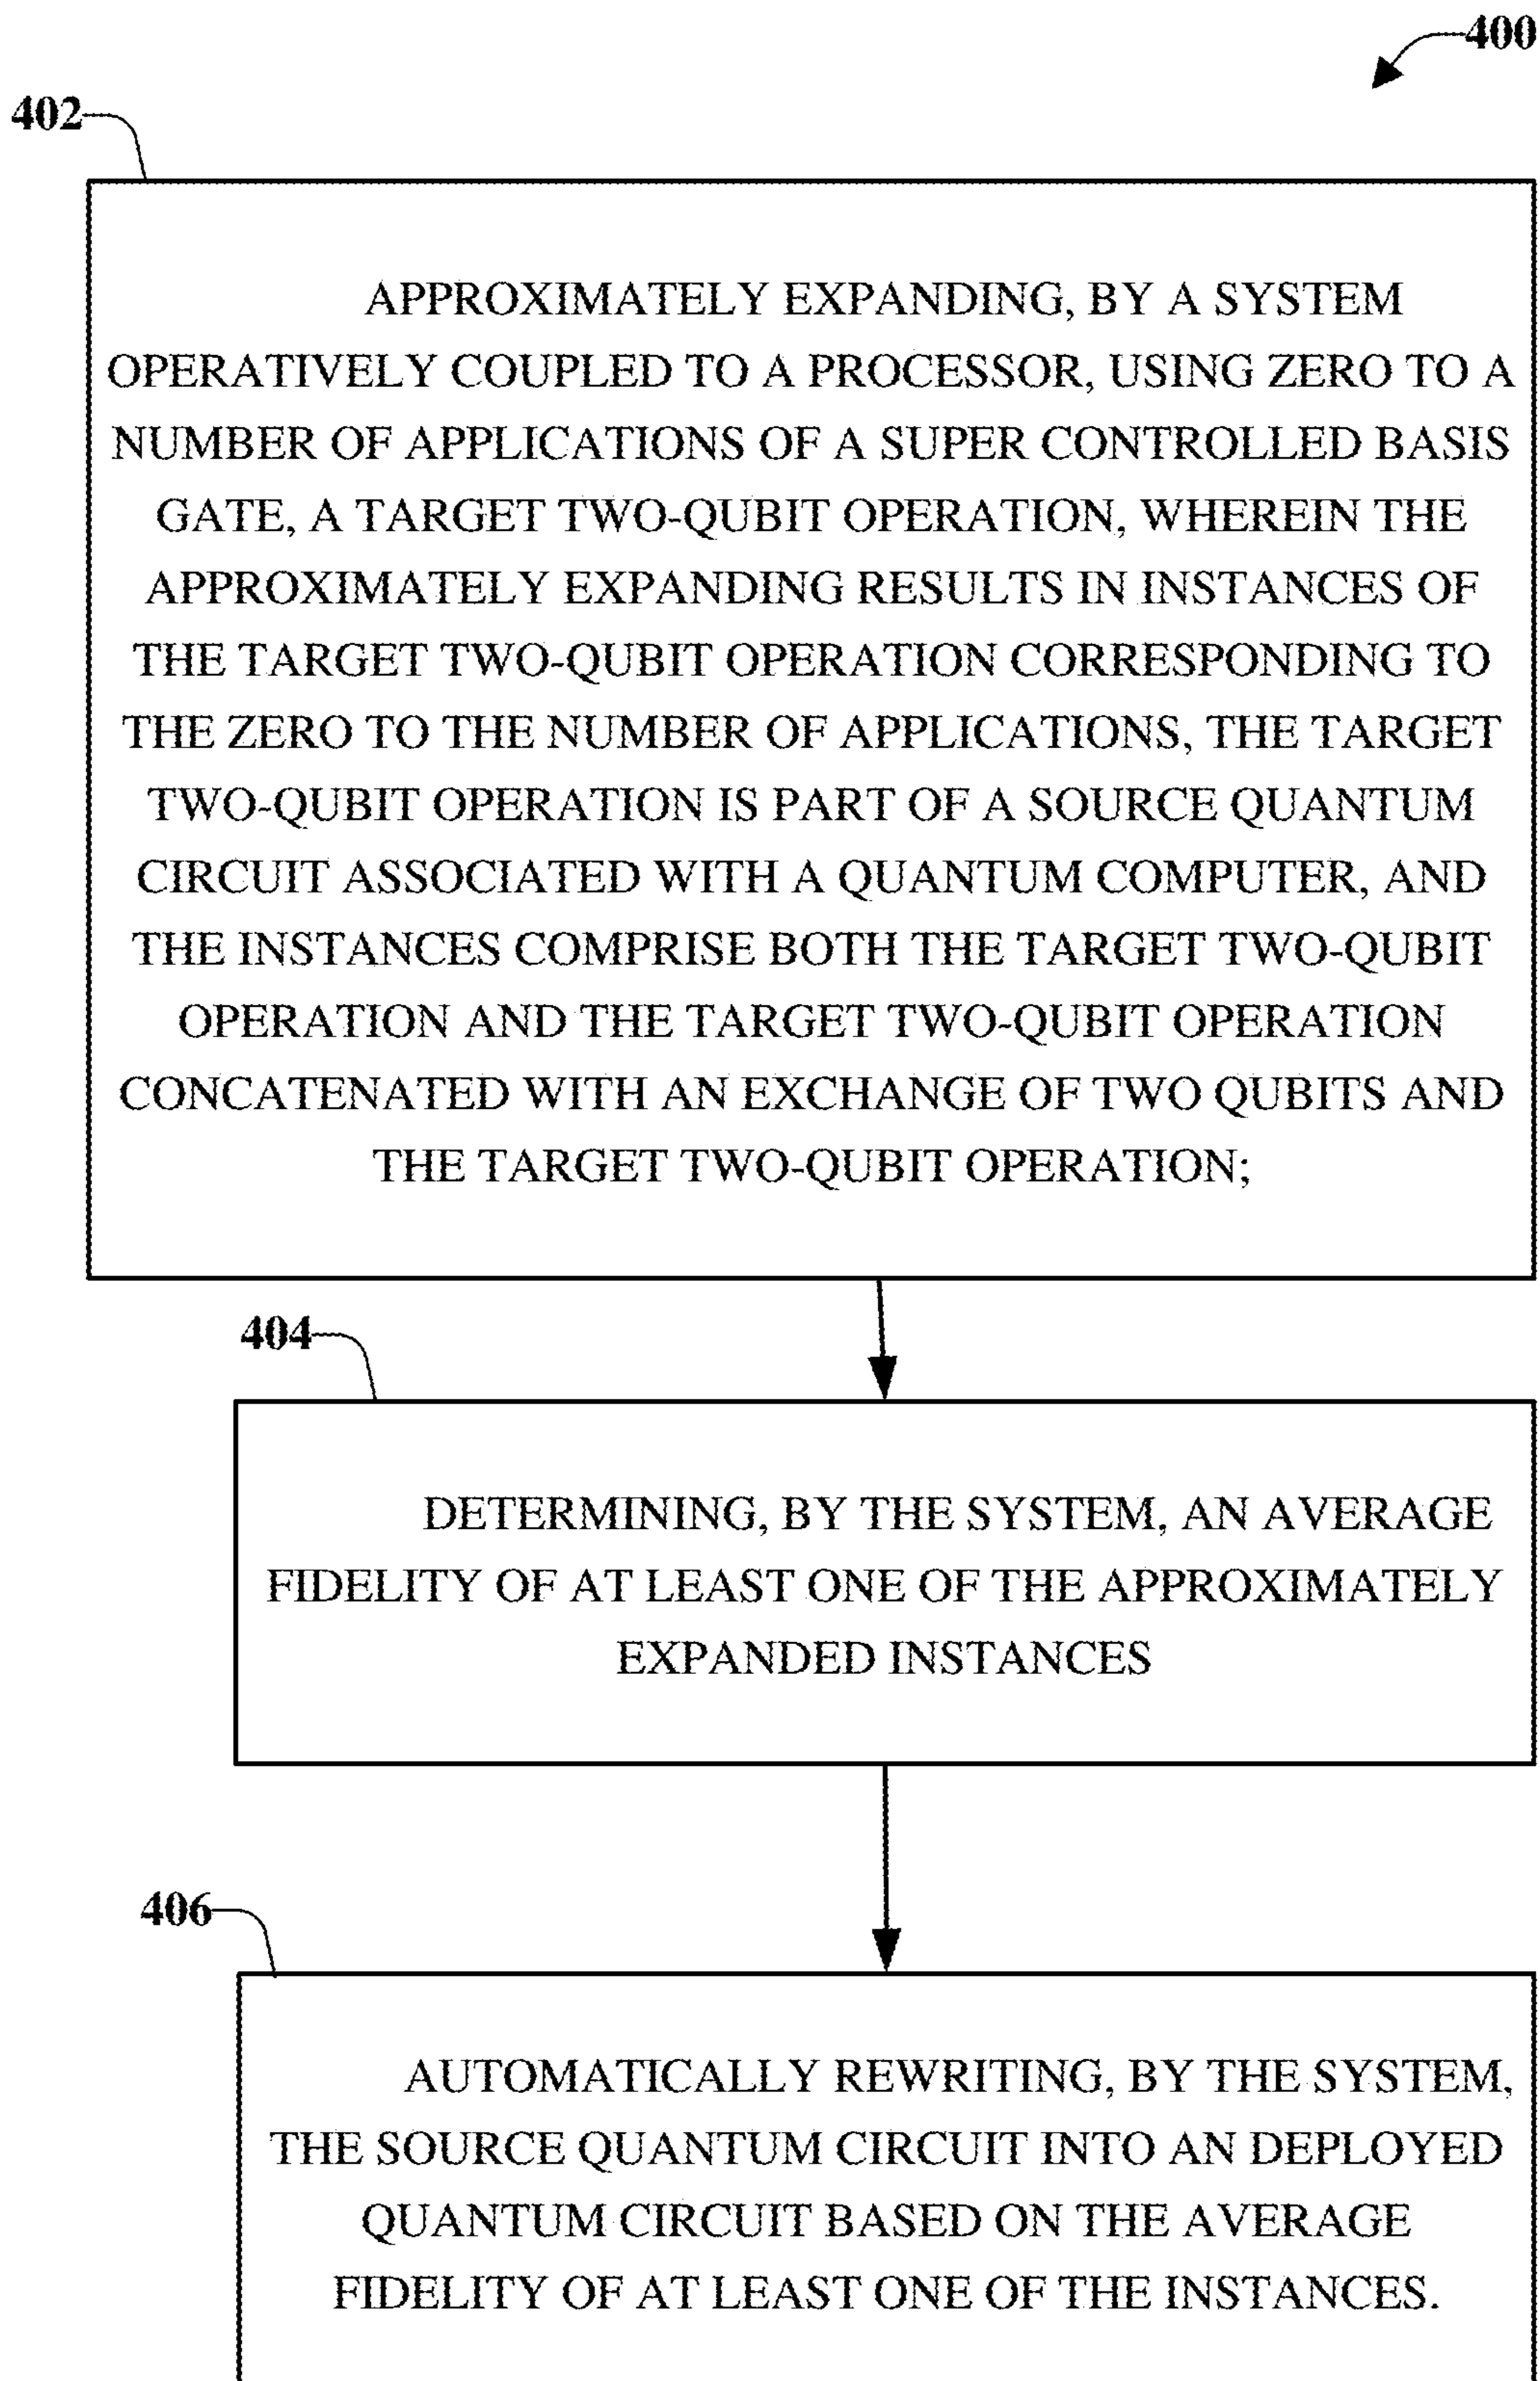 400
402
APPROXIMATELY EXPANDING, BY A SYSTEM
OPERATIVELY COUPLED TO A PROCESSOR, USING ZERO TO A
NUMBER OF APPLICATIONS OF A SUPER CONTROLLED BASIS
GATE, A TARGET TWO-QUBIT OPERATION, WHEREIN THE
APPROXIMATELY EXPANDING RESULTS IN INSTANCES OF
THE TARGET TWO-QUBIT OPERATION CORRESPONDING TO
THE ZERO TO THE NUMBER OF APPLICATIONS, THE TARGET
TWO-QUBIT OPERATION IS PART OF A SOURCE QUANTUM
CIRCUIT ASSOCIATED WITH A QUANTUM COMPUTER, AND
THE INSTANCES COMPRISE BOTH THE TARGET TWO-QUBIT
OPERATION AND THE TARGET TWO-QUBIT OPERATION
CONCATENATED WITH AN EXCHANGE OF TWO QUBITS AND
THE TARGET TWO-QUBIT OPERATION;
404
DETERMINING, BY THE SYSTEM, AN AVERAGE
FIDELITY OF AT LEAST ONE OF THE APPROXIMATELY
EXPANDED INSTANCES
406
AUTOMATICALLY REWRITING, BY THE SYSTEM,
THE SOURCE QUANTUM CIRCUIT INTO AN DEPLOYED
QUANTUM CIRCUIT BASED ON THE AVERAGE
FIDELITY OF AT LEAST ONE OF THE INSTANCES.